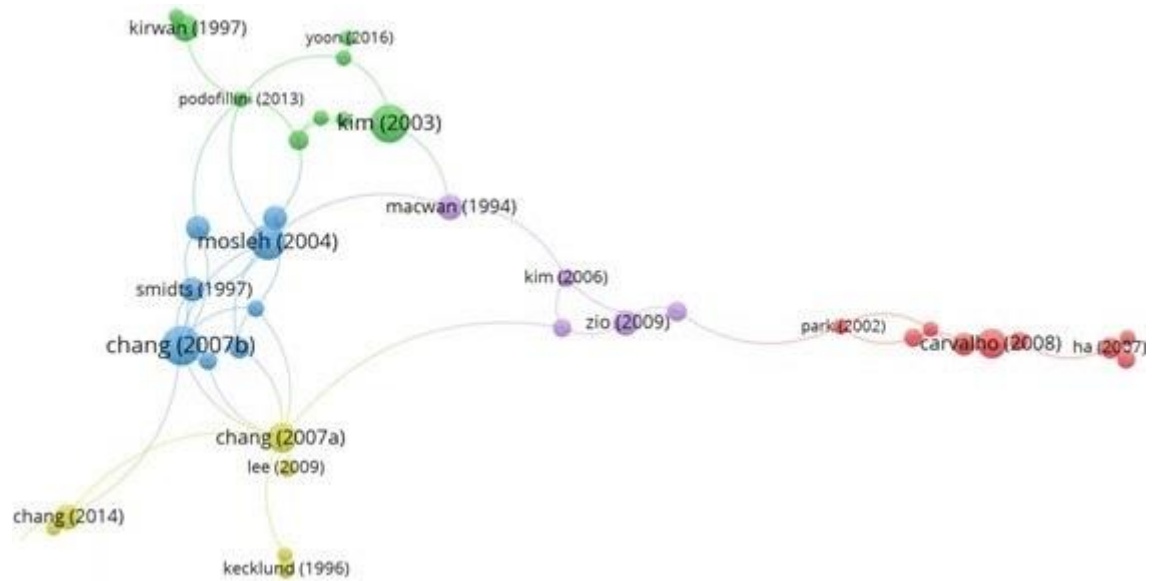 kirwan (1997)
yoon (2016)
podofillini (2013)
kim (2003)
macwan (1994)
mosleh (2004)
kim (2006)
smidts (1997)
zio (2009)
park (2002)
chang (2007b)
carvalho (2008)
ha (2007)
chang (2007a)
lee (2009)
chang (2014)
kecklund (1996)